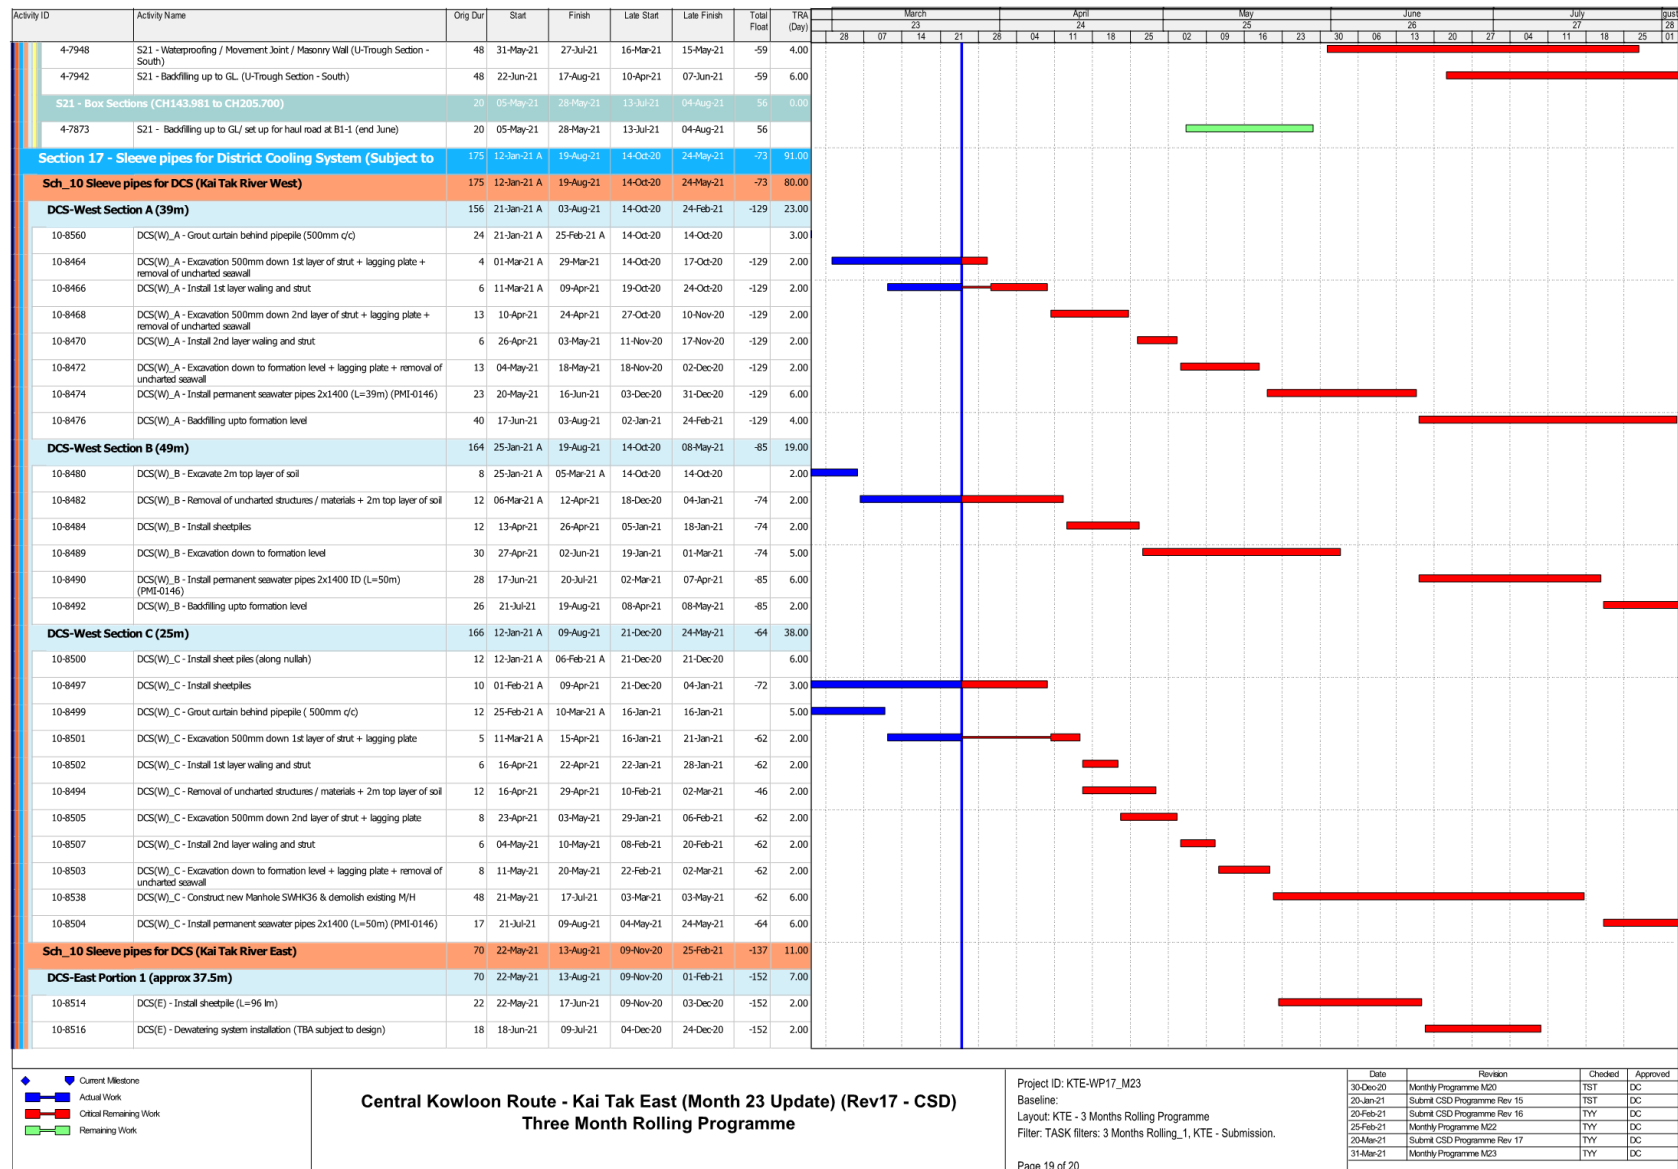 Activity ID Activity Name Orig Dur Start Finish Late Start Late Finish Total Float TRA (Day)
March April May June July gust
23 24 25 26 27 28
28 07 14 21 28 04 11 18 25 02 09 16 23 30 06 13 20 27 04 11 18 25 01
4-7948 S21 - Waterproofing / Movement Joint / Masonry Wall (U-Trough Section - South) 48 31-May-21 27-Jul-21 16-Mar-21 15-May-21 -59 4.00
4-7942 S21 - Backfilling up to GL. (U-Trough Section - South) 48 22-Jun-21 17-Aug-21 10-Apr-21 07-Jun-21 -59 6.00
S21 - Box Sections (CH143.981 to CH205.700) 20 05-May-21 28-May-21 13-Jul-21 04-Aug-21 56 0.00
4-7873 S21 - Backfilling up to GL/ set up for haul road at B1-1 (end June) 20 05-May-21 28-May-21 13-Jul-21 04-Aug-21 56
Section 17 - Sleeve pipes for District Cooling System (Subject to 175 12-Jan-21 A 19-Aug-21 14-Oct-20 24-May-21 -73 91.00
Sch_10 Sleeve pipes for DCS (Kai Tak River West) 175 12-Jan-21 A 19-Aug-21 14-Oct-20 24-May-21 -73 80.00
DCS-West Section A (39m) 156 21-Jan-21 A 03-Aug-21 14-Oct-20 24-Feb-21 -129 23.00
10-8560 DCS(W)_A - Grout curtain behind pipepile (500mm c/c) 24 21-Jan-21 A 25-Feb-21 A 14-Oct-20 14-Oct-20 3.00
10-8464 DCS(W)_A - Excavation 500mm down 1st layer of strut + lagging plate + removal of uncharted seawall 4 01-Mar-21 A 29-Mar-21 14-Oct-20 17-Oct-20 -129 2.00
10-8466 DCS(W)_A - Install 1st layer waling and strut 6 11-Mar-21 A 09-Apr-21 19-Oct-20 24-Oct-20 -129 2.00
10-8468 DCS(W)_A - Excavation 500mm down 2nd layer of strut + lagging plate + removal of uncharted seawall 13 10-Apr-21 24-Apr-21 27-Oct-20 10-Nov-20 -129 2.00
10-8470 DCS(W)_A - Install 2nd layer waling and strut 6 26-Apr-21 03-May-21 11-Nov-20 17-Nov-20 -129 2.00
10-8472 DCS(W)_A - Excavation down to formation level + lagging plate + removal of uncharted seawall 13 04-May-21 18-May-21 18-Nov-20 02-Dec-20 -129 2.00
10-8474 DCS(W)_A - Install permanent seawater pipes 2x1400 (L=39m) (PMI-0146) 23 20-May-21 16-Jun-21 03-Dec-20 31-Dec-20 -129 6.00
10-8476 DCS(W)_A - Backfilling upto formation level 40 17-Jun-21 03-Aug-21 02-Jan-21 24-Feb-21 -129 4.00
DCS-West Section B (49m) 164 25-Jan-21 A 19-Aug-21 14-Oct-20 08-May-21 -85 19.00
10-8480 DCS(W)_B - Excavate 2m top layer of soil 8 25-Jan-21 A 05-Mar-21 A 14-Oct-20 14-Oct-20 2.00
10-8482 DCS(W)_B - Removal of uncharted structures / materials + 2m top layer of soil 12 06-Mar-21 A 12-Apr-21 18-Dec-20 04-Jan-21 -74 2.00
10-8484 DCS(W)_B - Install sheetpiles 12 13-Apr-21 26-Apr-21 05-Jan-21 18-Jan-21 -74 2.00
10-8489 DCS(W)_B - Excavation down to formation level 30 27-Apr-21 02-Jun-21 19-Jan-21 01-Mar-21 -74 5.00
10-8490 DCS(W)_B - Install permanent seawater pipes 2x1400 ID (L=50m) (PMI-0146) 28 17-Jun-21 20-Jul-21 02-Mar-21 07-Apr-21 -85 6.00
10-8492 DCS(W)_B - Backfilling upto formation level 26 21-Jul-21 19-Aug-21 08-Apr-21 08-May-21 -85 2.00
DCS-West Section C (25m) 166 12-Jan-21 A 09-Aug-21 21-Dec-20 24-May-21 -64 38.00
10-8500 DCS(W)_C - Install sheet piles (along nullah) 12 12-Jan-21 A 06-Feb-21 A 21-Dec-20 21-Dec-20 6.00
10-8497 DCS(W)_C - Install sheetpiles 10 01-Feb-21 A 09-Apr-21 21-Dec-20 04-Jan-21 -72 3.00
10-8499 DCS(W)_C - Grout curtain behind pipepile ( 500mm c/c) 12 25-Feb-21 A 10-Mar-21 A 16-Jan-21 16-Jan-21 5.00
10-8501 DCS(W)_C - Excavation 500mm down 1st layer of strut + lagging plate 5 11-Mar-21 A 15-Apr-21 16-Jan-21 21-Jan-21 -62 2.00
10-8502 DCS(W)_C - Install 1st layer waling and strut 6 16-Apr-21 22-Apr-21 22-Jan-21 28-Jan-21 -62 2.00
10-8494 DCS(W)_C - Removal of uncharted structures / materials + 2m top layer of soil 12 16-Apr-21 29-Apr-21 10-Feb-21 02-Mar-21 -46 2.00
10-8505 DCS(W)_C - Excavation 500mm down 2nd layer of strut + lagging plate 8 23-Apr-21 03-May-21 29-Jan-21 06-Feb-21 -62 2.00
10-8507 DCS(W)_C - Install 2nd layer waling and strut 6 04-May-21 10-May-21 08-Feb-21 20-Feb-21 -62 2.00
10-8503 DCS(W)_C - Excavation down to formation level + lagging plate + removal of uncharted seawall 8 11-May-21 20-May-21 22-Feb-21 02-Mar-21 -62 2.00
10-8538 DCS(W)_C - Construct new Manhole SWHK36 & demolish existing M/H 48 21-May-21 17-Jul-21 03-Mar-21 03-May-21 -62 6.00
10-8504 DCS(W)_C - Install permanent seawater pipes 2x1400 (L=50m) (PMI-0146) 17 21-Jul-21 09-Aug-21 04-May-21 24-May-21 -64 6.00
Sch_10 Sleeve pipes for DCS (Kai Tak River East) 70 22-May-21 13-Aug-21 09-Nov-20 25-Feb-21 -137 11.00
DCS-East Portion 1 (approx 37.5m) 70 22-May-21 13-Aug-21 09-Nov-20 01-Feb-21 -152 7.00
10-8514 DCS(E) - Install sheetpile (L=96 lm) 22 22-May-21 17-Jun-21 09-Nov-20 03-Dec-20 -152 2.00
10-8516 DCS(E) - Dewatering system installation (TBA subject to design) 18 18-Jun-21 09-Jul-21 04-Dec-20 24-Dec-20 -152 2.00
Current Milestone
Actual Work
Critical Remaining Work
Remaining Work
Central Kowloon Route - Kai Tak East (Month 23 Update) (Rev17 - CSD)
Three Month Rolling Programme
Project ID: KTE-WP17_M23
Baseline:
Layout: KTE - 3 Months Rolling Programme
Filter: TASK filters: 3 Months Rolling_1, KTE - Submission.
Page 19 of 20
Date Revision Checked Approved
30-Dec-20 Monthly Programme M20 TST DC
20-Jan-21 Submit CSD Programme Rev 15 TST DC
20-Feb-21 Submit CSD Programme Rev 16 TYY DC
25-Feb-21 Monthly Programme M22 TYY DC
20-Mar-21 Submit CSD Programme Rev 17 TYY DC
31-Mar-21 Monthly Programme M23 TYY DC